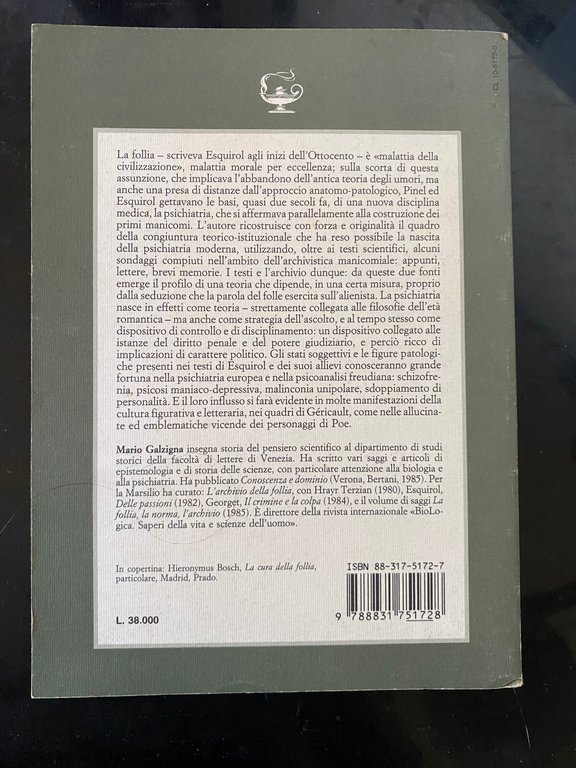 CL 10-5172-6
La follia – scriveva Esquirol agli inizi dell'Ottocento – è «malattia della
civilizzazione», malattia morale per eccellenza; sulla scorta di questa
assunzione, che implicava l'abbandono dell'antica teoria degli umori, ma
anche una presa di distanze dall'approccio anatomo-patologico, Pinel ed
Esquirol gettavano le basi, quasi due secoli fa, di una nuova disciplina
medica, la psichiatria, che si affermava parallelamente alla costruzione dei
primi manicomi. L'autore ricostruisce con forza e originalità il quadro
della congiuntura teorico-istituzionale che ha reso possibile la nascita
della psichiatria moderna, utilizzando, oltre ai testi scientifici, alcuni
sondaggi compiuti nell'ambito dell'archivistica manicomiale: appunti,
lettere, brevi memorie. I testi e l'archivio dunque: da queste due fonti
emerge il profilo di una teoria che dipende, in una certa misura, proprio
dalla seduzione che la parola del folle esercita sull'alienista. La psichiatria
nasce in effetti come teoria – strettamente collegata alle filosofie dell'età
romantica – ma anche come strategia dell'ascolto, e al tempo stesso come
dispositivo di controllo e di disciplinamento: un dispositivo collegato alle
istanze del diritto penale e del potere giudiziario, e perciò ricco di
implicazioni di carattere politico. Gli stati soggettivi e le figure patologi-
che presenti nei testi di Esquirol e dei suoi allievi conosceranno grande
fortuna nella psichiatria europea e nella psicoanalisi freudiana: schizofre-
nia, psicosi maniaco-depressiva, malinconia unipolare, sdoppiamento di
personalità. E il loro influsso si farà evidente in molte manifestazioni della
cultura figurativa e letteraria, nei quadri di Géricault, come nelle allucina-
te ed emblematiche vicende dei personaggi di Poe.
Mario Galzigna insegna storia del pensiero scientifico al dipartimento di studi
storici della facoltà di lettere di Venezia. Ha scritto vari saggi e articoli di
epistemologia e di storia delle scienze, con particolare attenzione alla biologia e
alla psichiatria. Ha pubblicato Conoscenza e dominio (Verona, Bertani, 1985). Per
la Marsilio ha curato: L'archivio della follia, con Hrayr Terzian (1980), Esquirol,
Delle passioni (1982), Georget, Il crimine e la colpa (1984), e il volume di saggi La
follia, la norma, l'archivio (1985). È direttore della rivista internazionale «BioLo-
gica. Saperi della vita e scienze dell'uomo».
In copertina: Hieronymus Bosch, La cura della follia,
particolare, Madrid, Prado.
ISBN 88-317-5172-7
L. 38.000
9 788831 751728